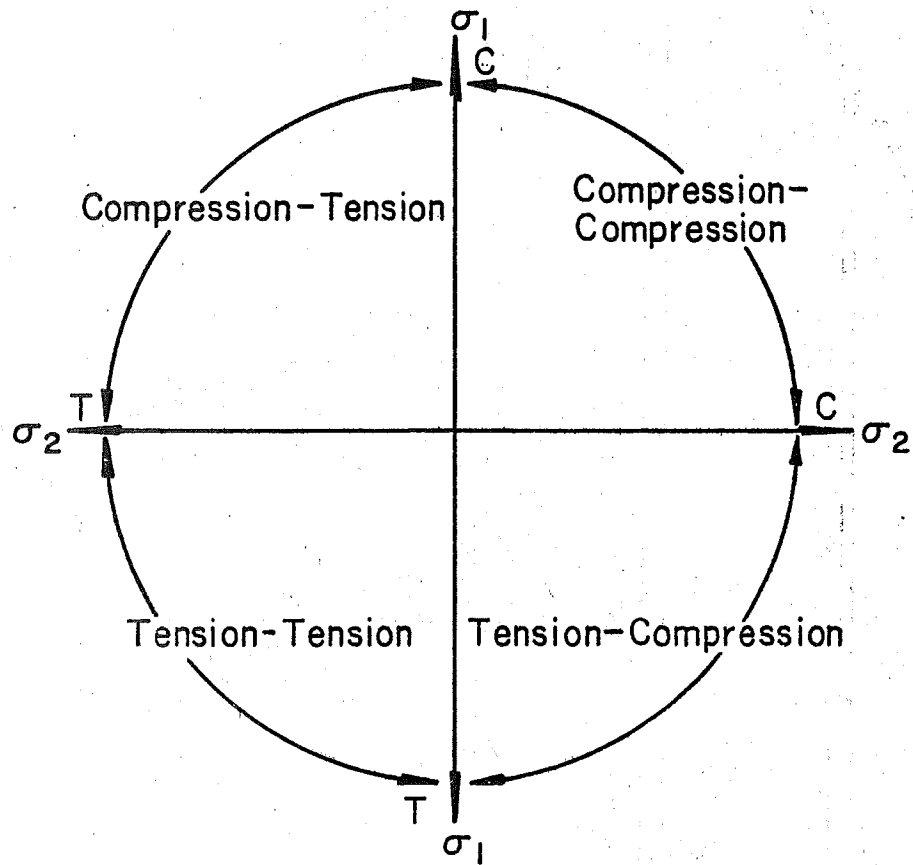 σ1
C
Compression-Tension
Compression-
Compression
T
C
σ2
σ2
Tension-Tension
Tension-Compression
T
σ1